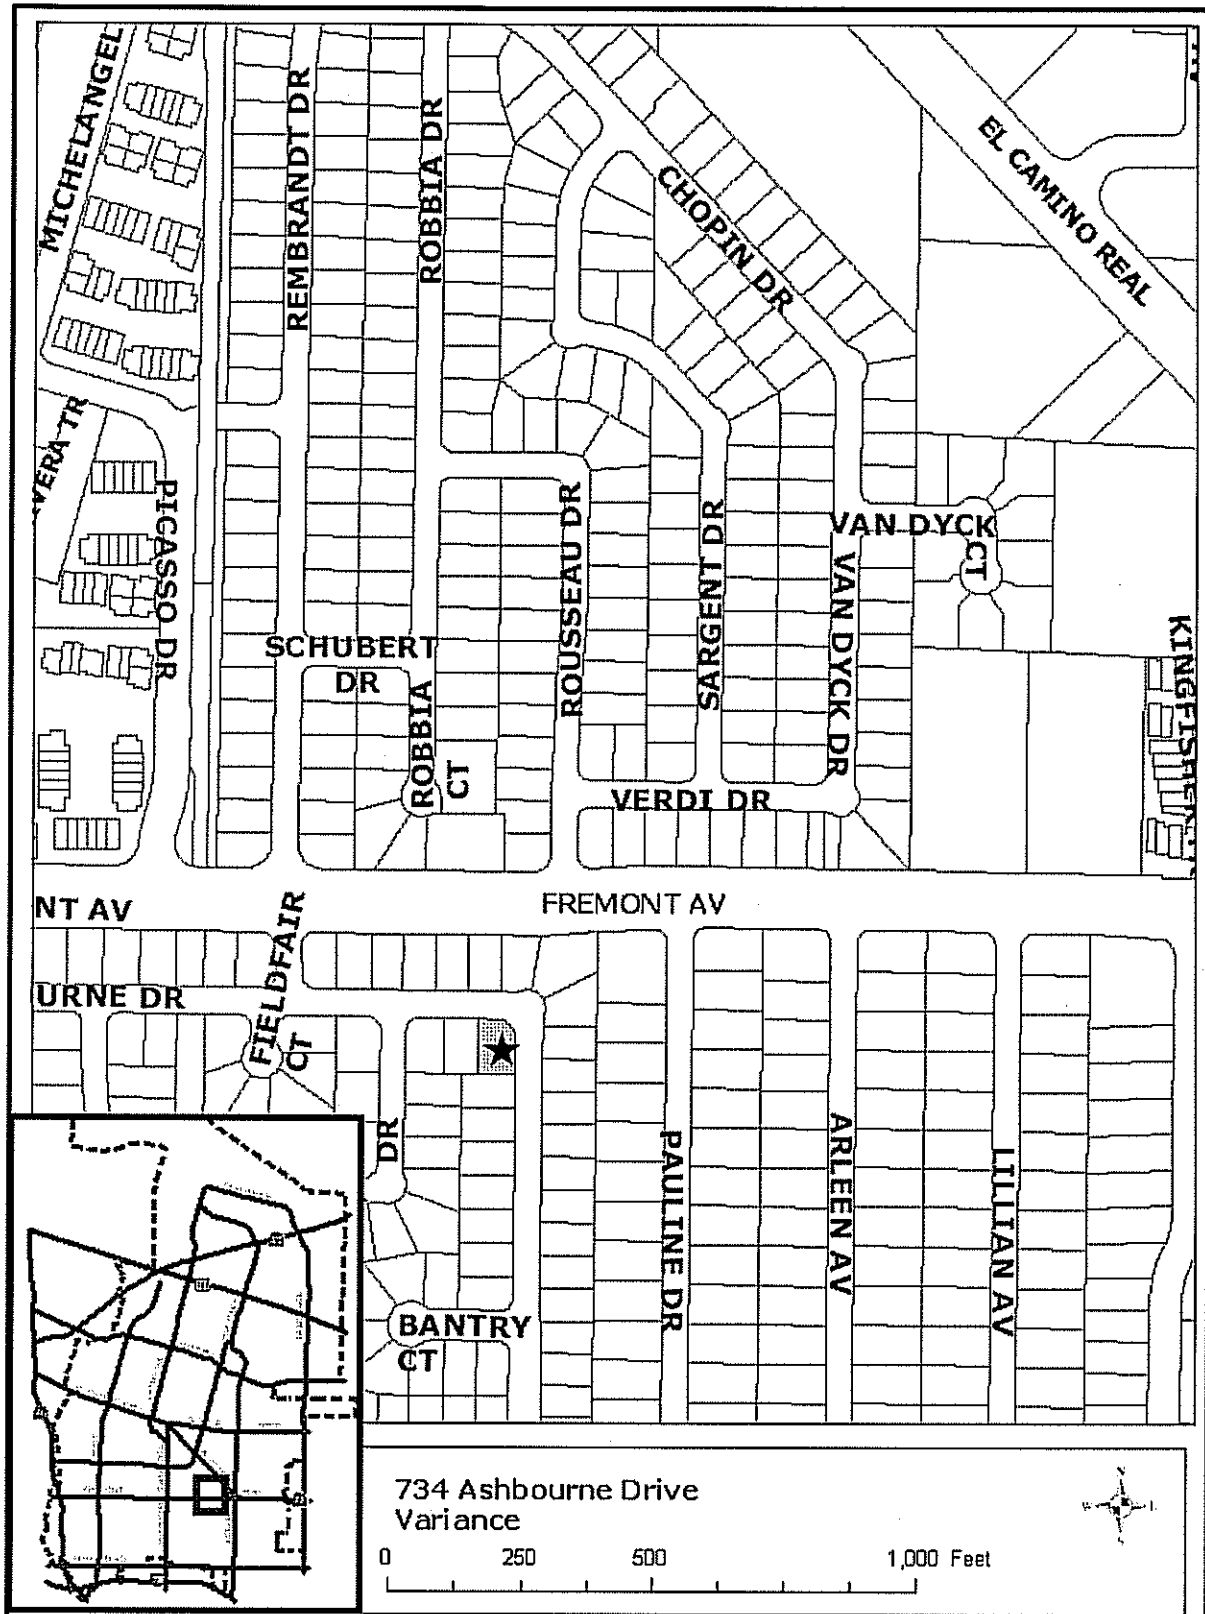 MICHELANGEL
REMBRANDT DR
ROBBIA DR
CHOPIN DR
EL CAMINO REAL
VERA TR
PICASSO DR
ROUSSEAU DR
SARGENT DR
VAN DYCK
CT
VAN DYCK DR
SCHUBERT
DR
ROBBIA
CT
VERDI DR
KINGFISHER
NT AV
FREMONT AV
URNE DR
FIELDFAIR
CT
DR
PAULINE DR
ARLEEN AV
LILLIAN AV
BANTRY
CT
734 Ashbourne Drive
Variance
0 250 500 1,000 Feet